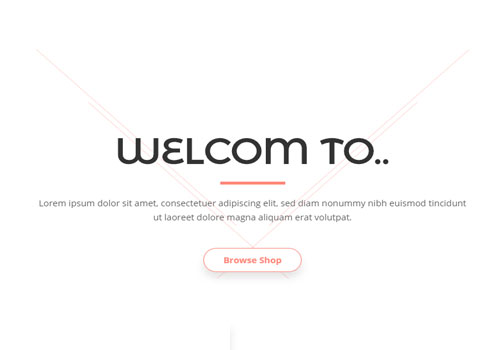 WELCOM TO..
Lorem ipsum dolor sit amet, consectetuer adipiscing elit, sed diam nonummy nibh euismod tincidunt
ut laoreet dolore magna aliquam erat volutpat.
Browse Shop